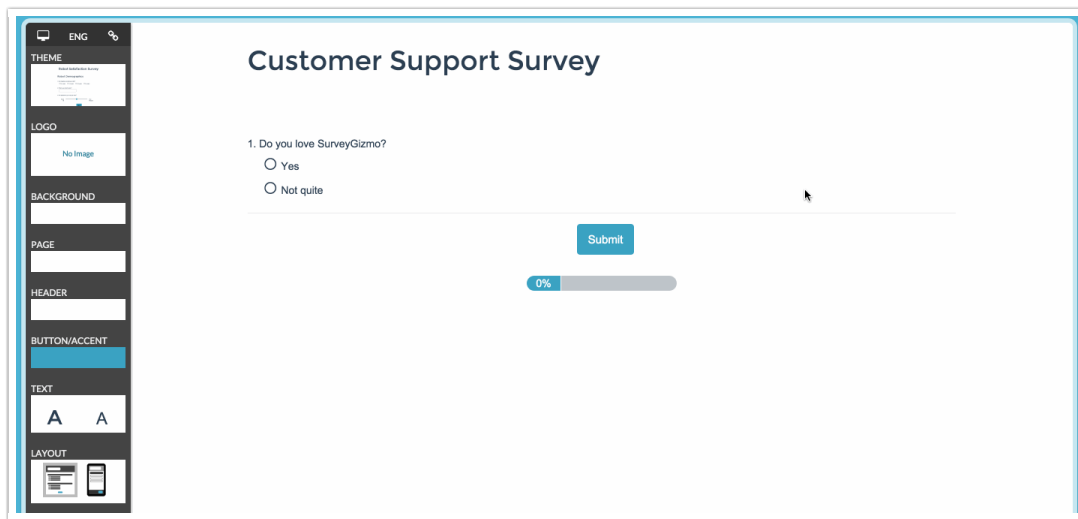 ENG
THEME
LOGO
No Image
BACKGROUND
PAGE
HEADER
BUTTON/ACCENT
TEXT
A A
LAYOUT
Customer Support Survey
1. Do you love SurveyGizmo?
Yes
Not quite
Submit
0%